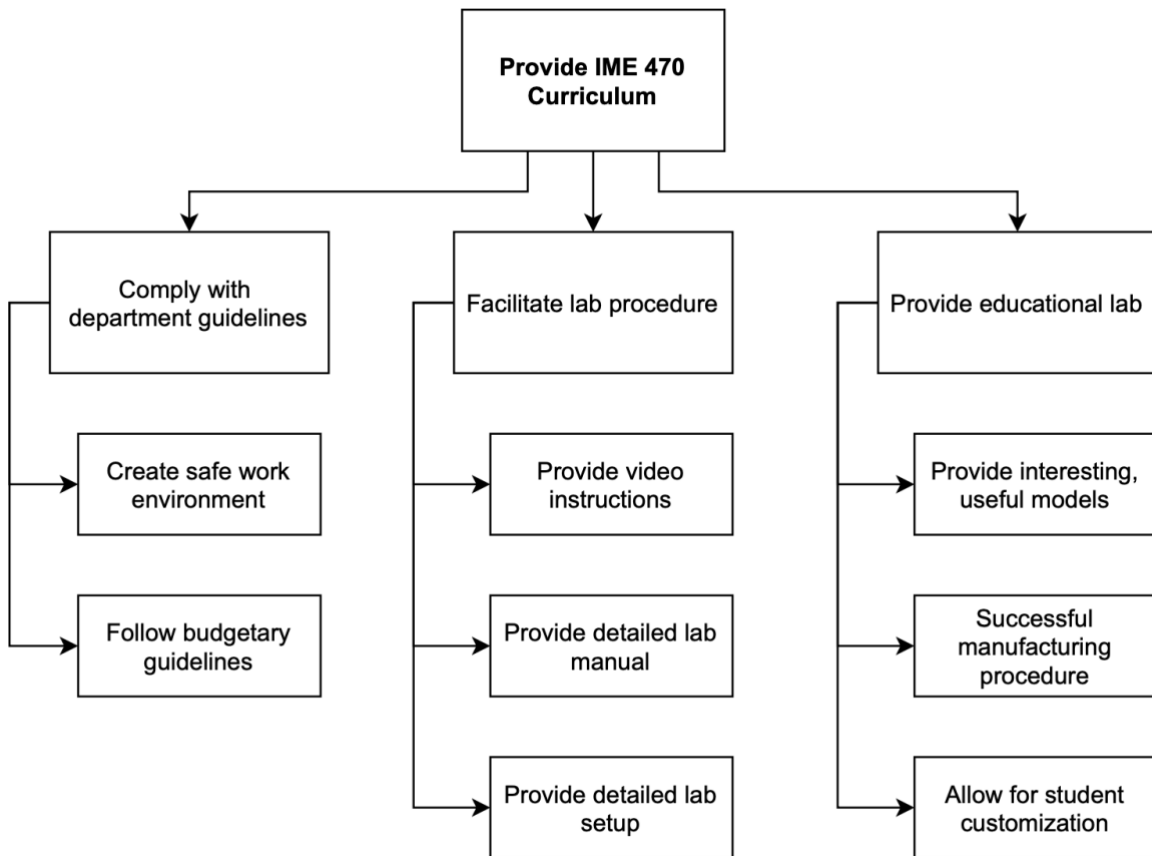 Provide IME 470
Curriculum
Comply with
department guidelines
Facilitate lab procedure
Provide educational lab
Create safe work
environment
Provide video
instructions
Provide interesting,
useful models
Follow budgetary
guidelines
Provide detailed lab
manual
Successful
manufacturing
procedure
Provide detailed lab
setup
Allow for student
customization